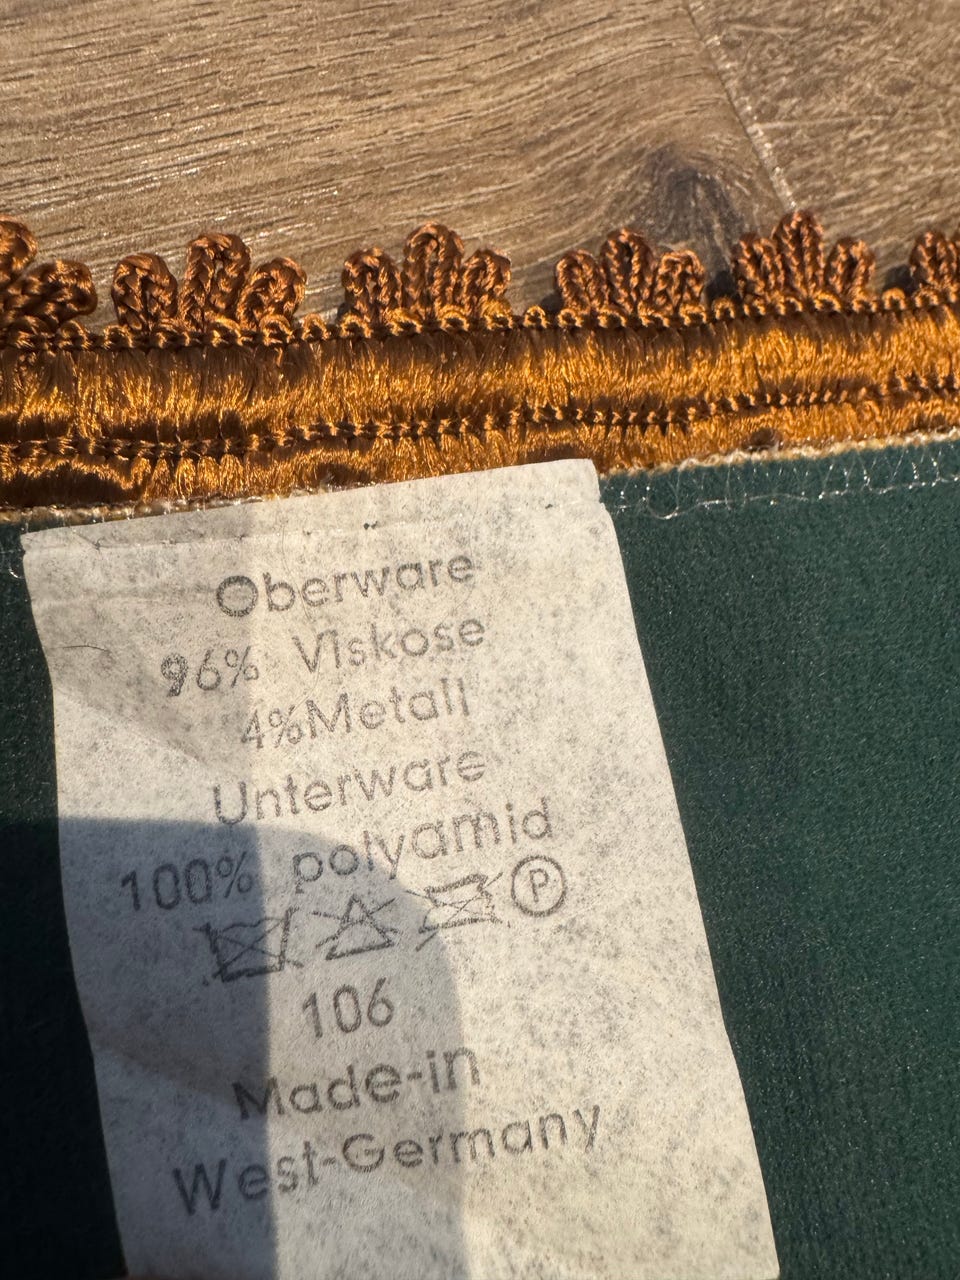 Oberware
96% Viskose
4%Metall
Unterware
100% polyamid
P
106
Made-in
West-Germany